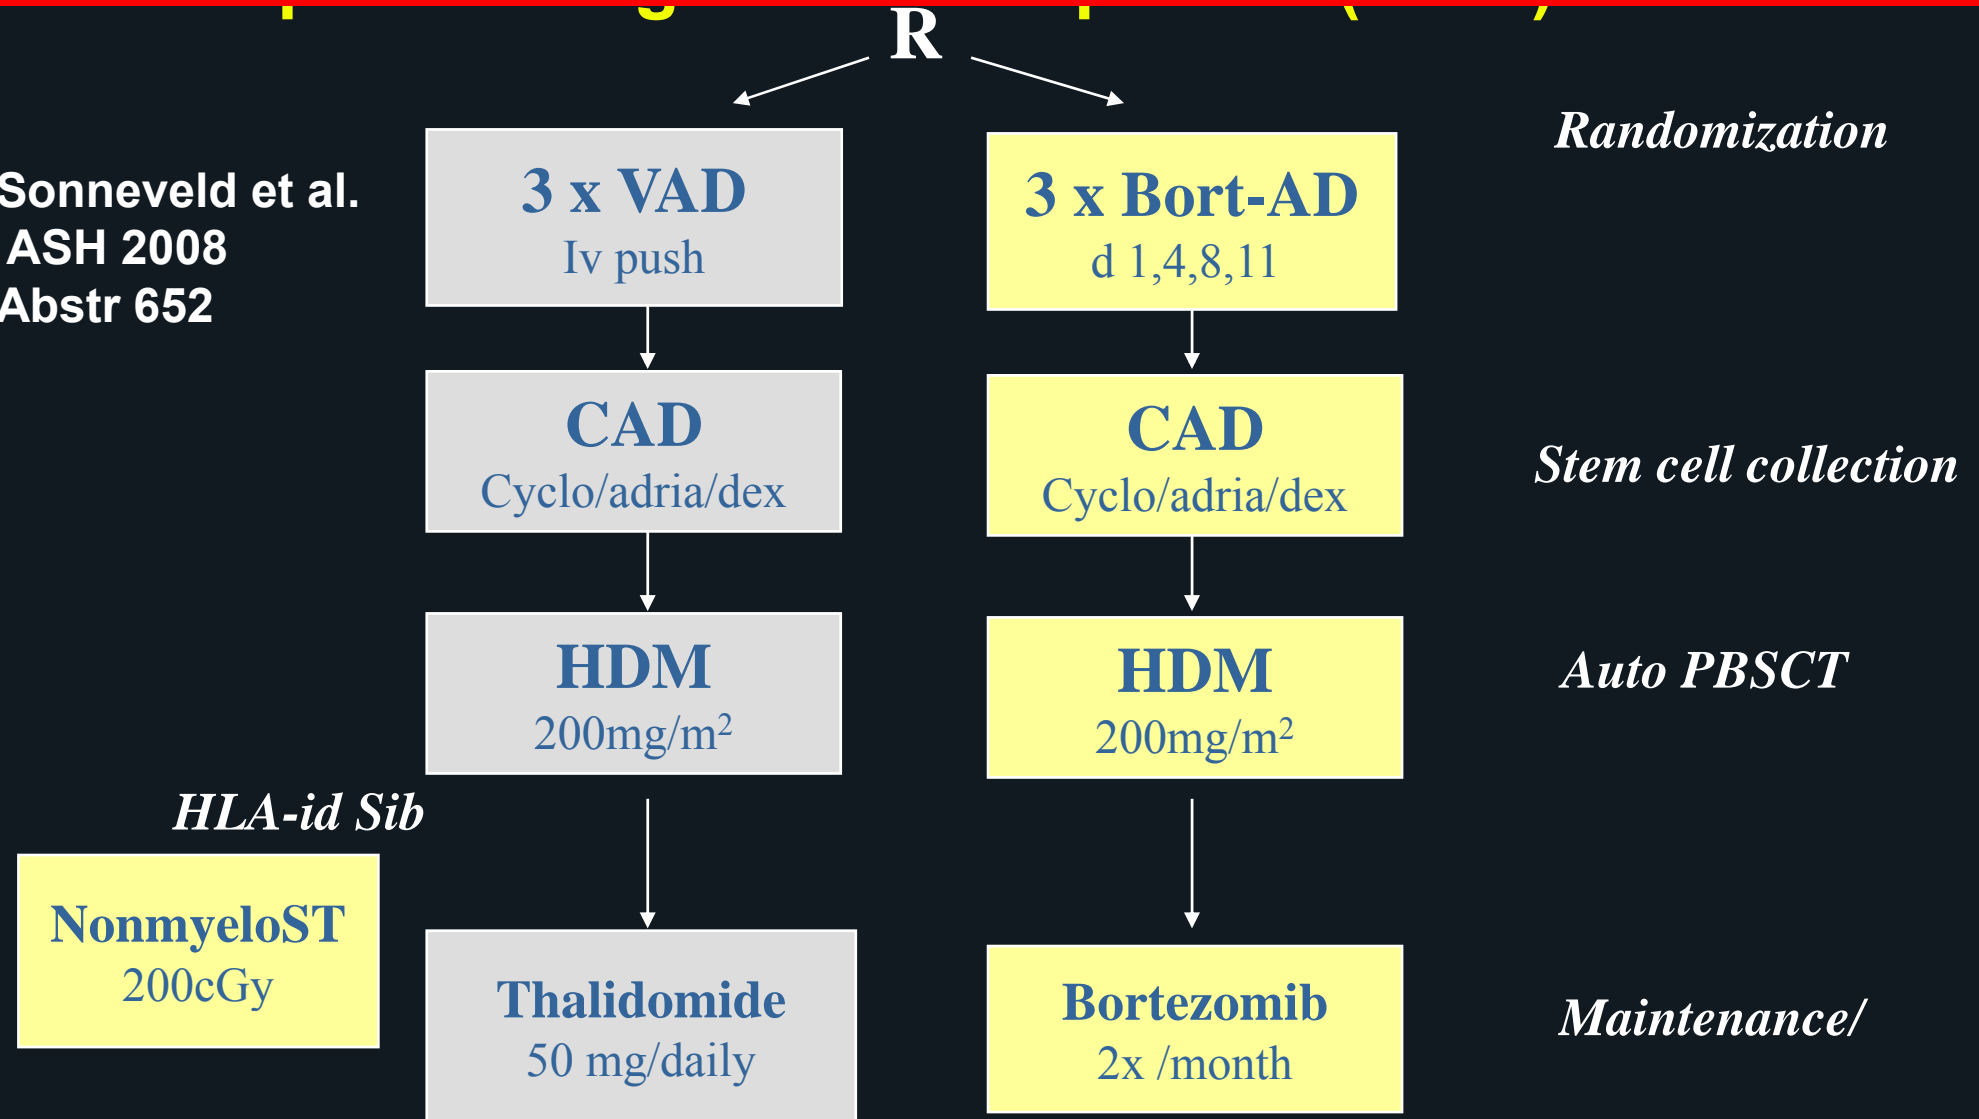 R
Randomization
Sonneveld et al.
ASH 2008
Abstr 652
3 x VAD
Iv push
3 x Bort-AD
d 1,4,8,11
CAD
Cyclo/adria/dex
CAD
Cyclo/adria/dex
Stem cell collection
HDM
200mg/m²
HDM
200mg/m²
Auto PBSCT
HLA-id Sib
NonmyeloST
200cGy
Thalidomide
50 mg/daily
Bortezomib
2x /month
Maintenance/